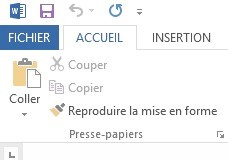 FICHIER ACCUEIL INSERTION
Couper
Copier
Coller
Reproduire la mise en forme
Presse-papiers